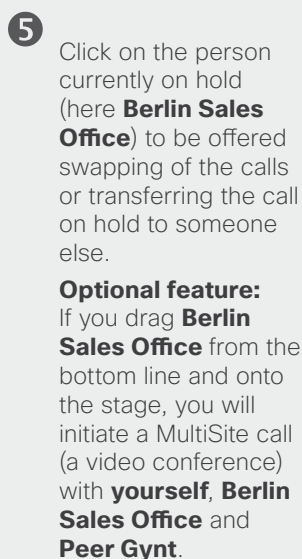 5
Click on the person
currently on hold
(here Berlin Sales
Office) to be offered
swapping of the calls
or transferring the call
on hold to someone
else.
Optional feature:
If you drag Berlin
Sales Office from the
bottom line and onto
the stage, you will
initiate a MultiSite call
(a video conference)
with yourself, Berlin
Sales Office and
Peer Gynt.